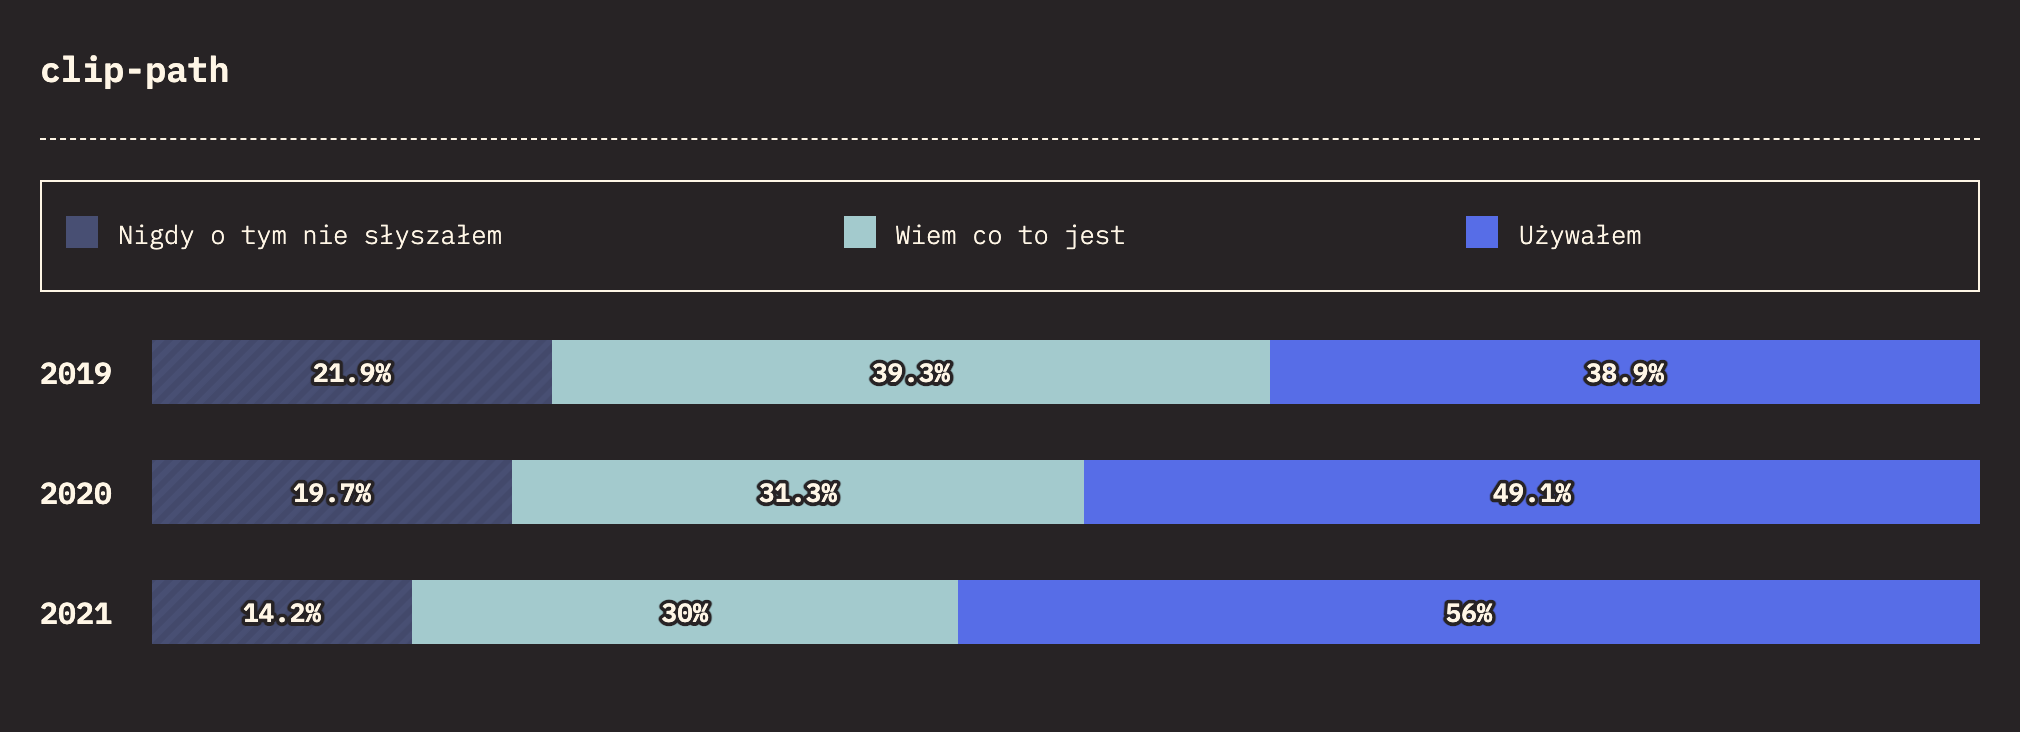 clip-path
Nigdy o tym nie słyszałem Wiem co to jest Używałem
2019 21.9% 39.3% 38.9%
2020 19.7% 31.3% 49.1%
2021 14.2% 30% 56%